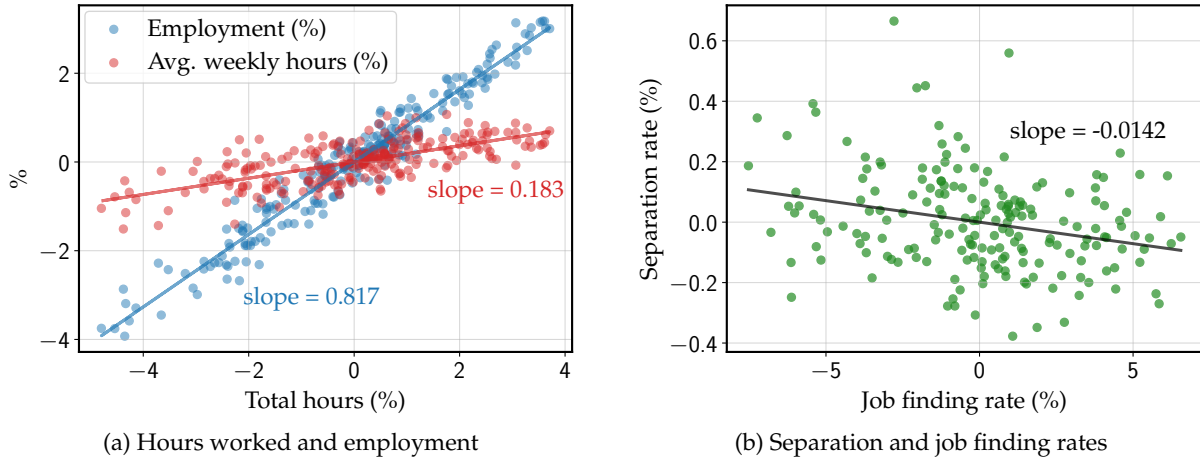 Employment (%)
Avg. weekly hours (%)
slope = 0.183
slope = 0.817
%
2
0
−2
−4
−4
−2
0
2
4
Total hours (%)
(a) Hours worked and employment
slope = -0.0142
Separation rate (%)
0.6
0.4
0.2
0.0
−0.2
−0.4
−5
0
5
Job finding rate (%)
(b) Separation and job finding rates